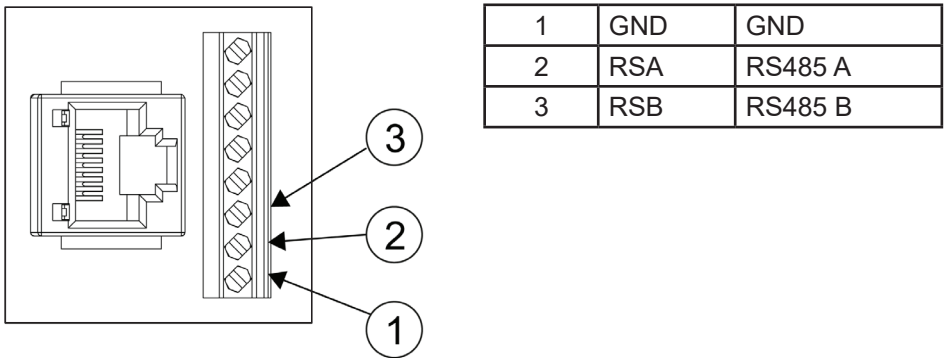 1 GND GND
2 RSA RS485 A
3 RSB RS485 B
3
2
1